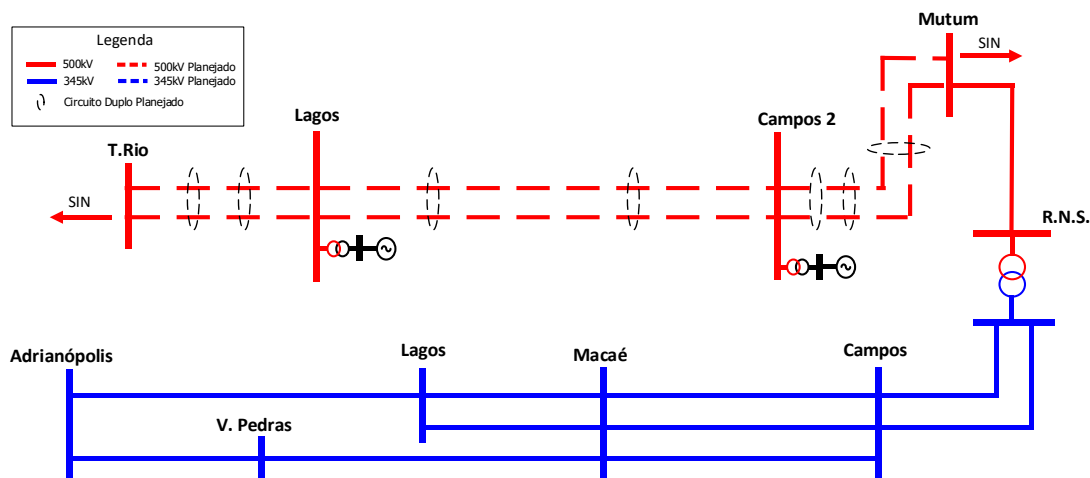 Mutum
Legenda
500kV
500kV Planejado
345kV
345kV Planejado
Circuito Duplo Planejado
SIN
Lagos
Campos 2
T.Rio
SIN
R.N.S.
Adrianópolis
Lagos
Macaé
Campos
V. Pedras